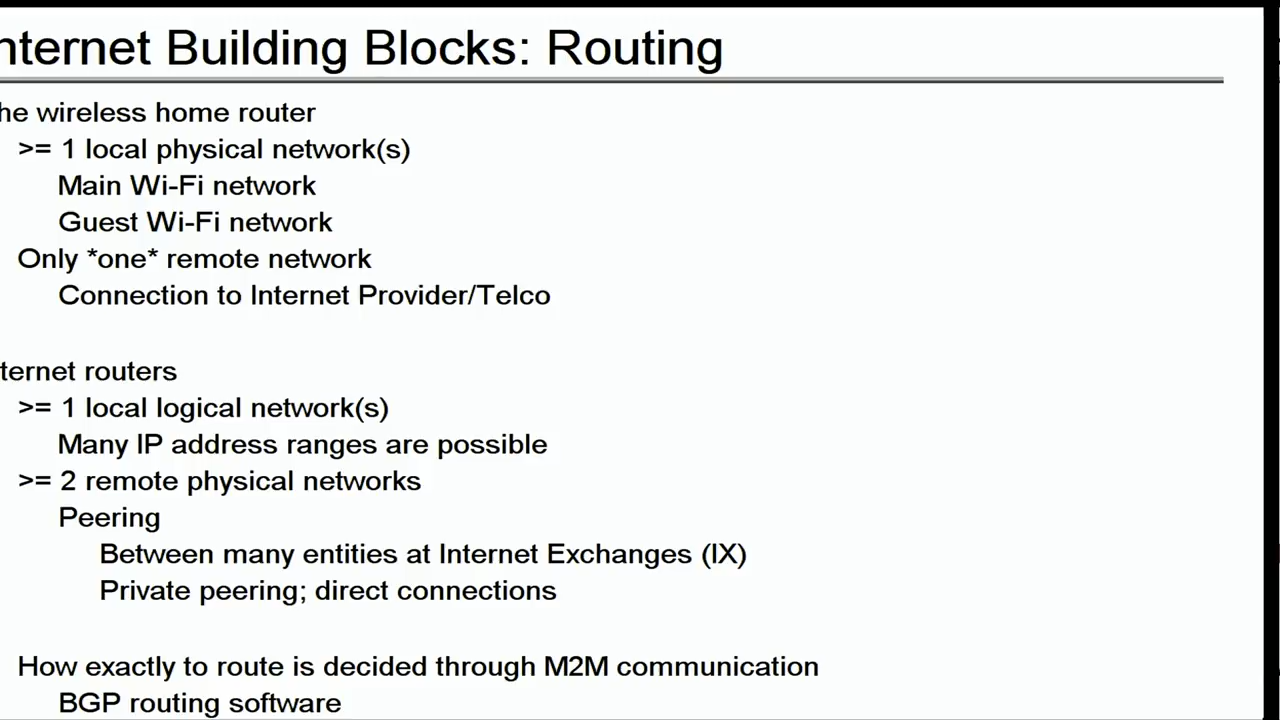 nternet Building Blocks: Routing
he wireless home router
>= 1 local physical network(s)
Main Wi-Fi network
Guest Wi-Fi network
Only *one* remote network
Connection to Internet Provider/Telco
ternet routers
>= 1 local logical network(s)
Many IP address ranges are possible
>= 2 remote physical networks
Peering
Between many entities at Internet Exchanges (IX)
Private peering; direct connections
How exactly to route is decided through M2M communication
BGP routing software